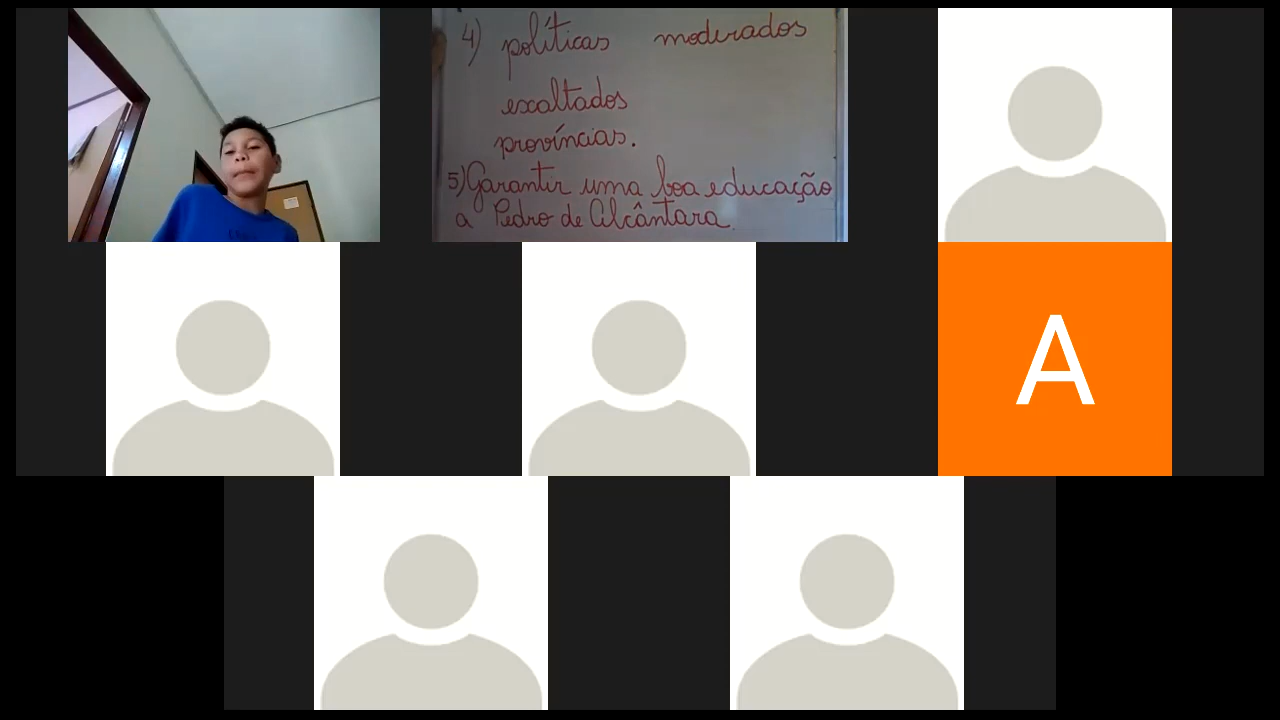 4) políticas moderados
exaltados
províncias.
5) Garantir uma boa educação
a Pedro de Alcântara.
A